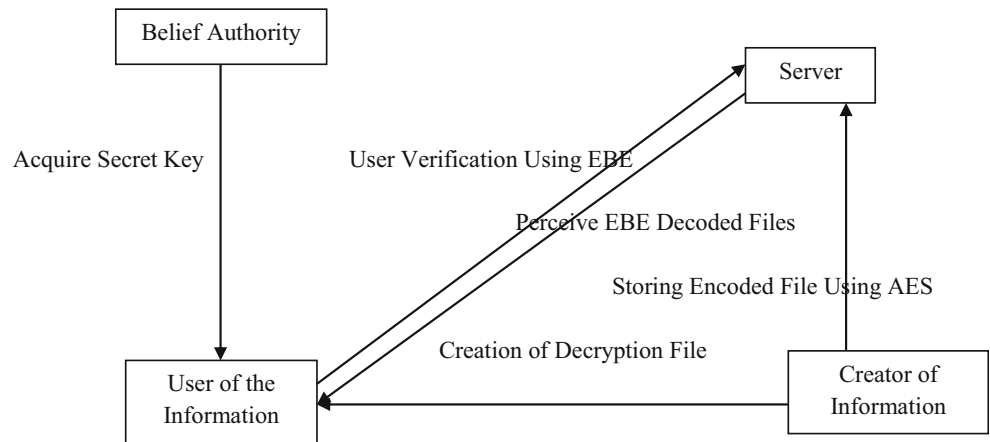 Belief Authority
Server
Acquire Secret Key
User Verification Using EBE
Perceive EBE Decoded Files
Storing Encoded File Using AES
Creation of Decryption File
User of the
Information
Creator of
Information